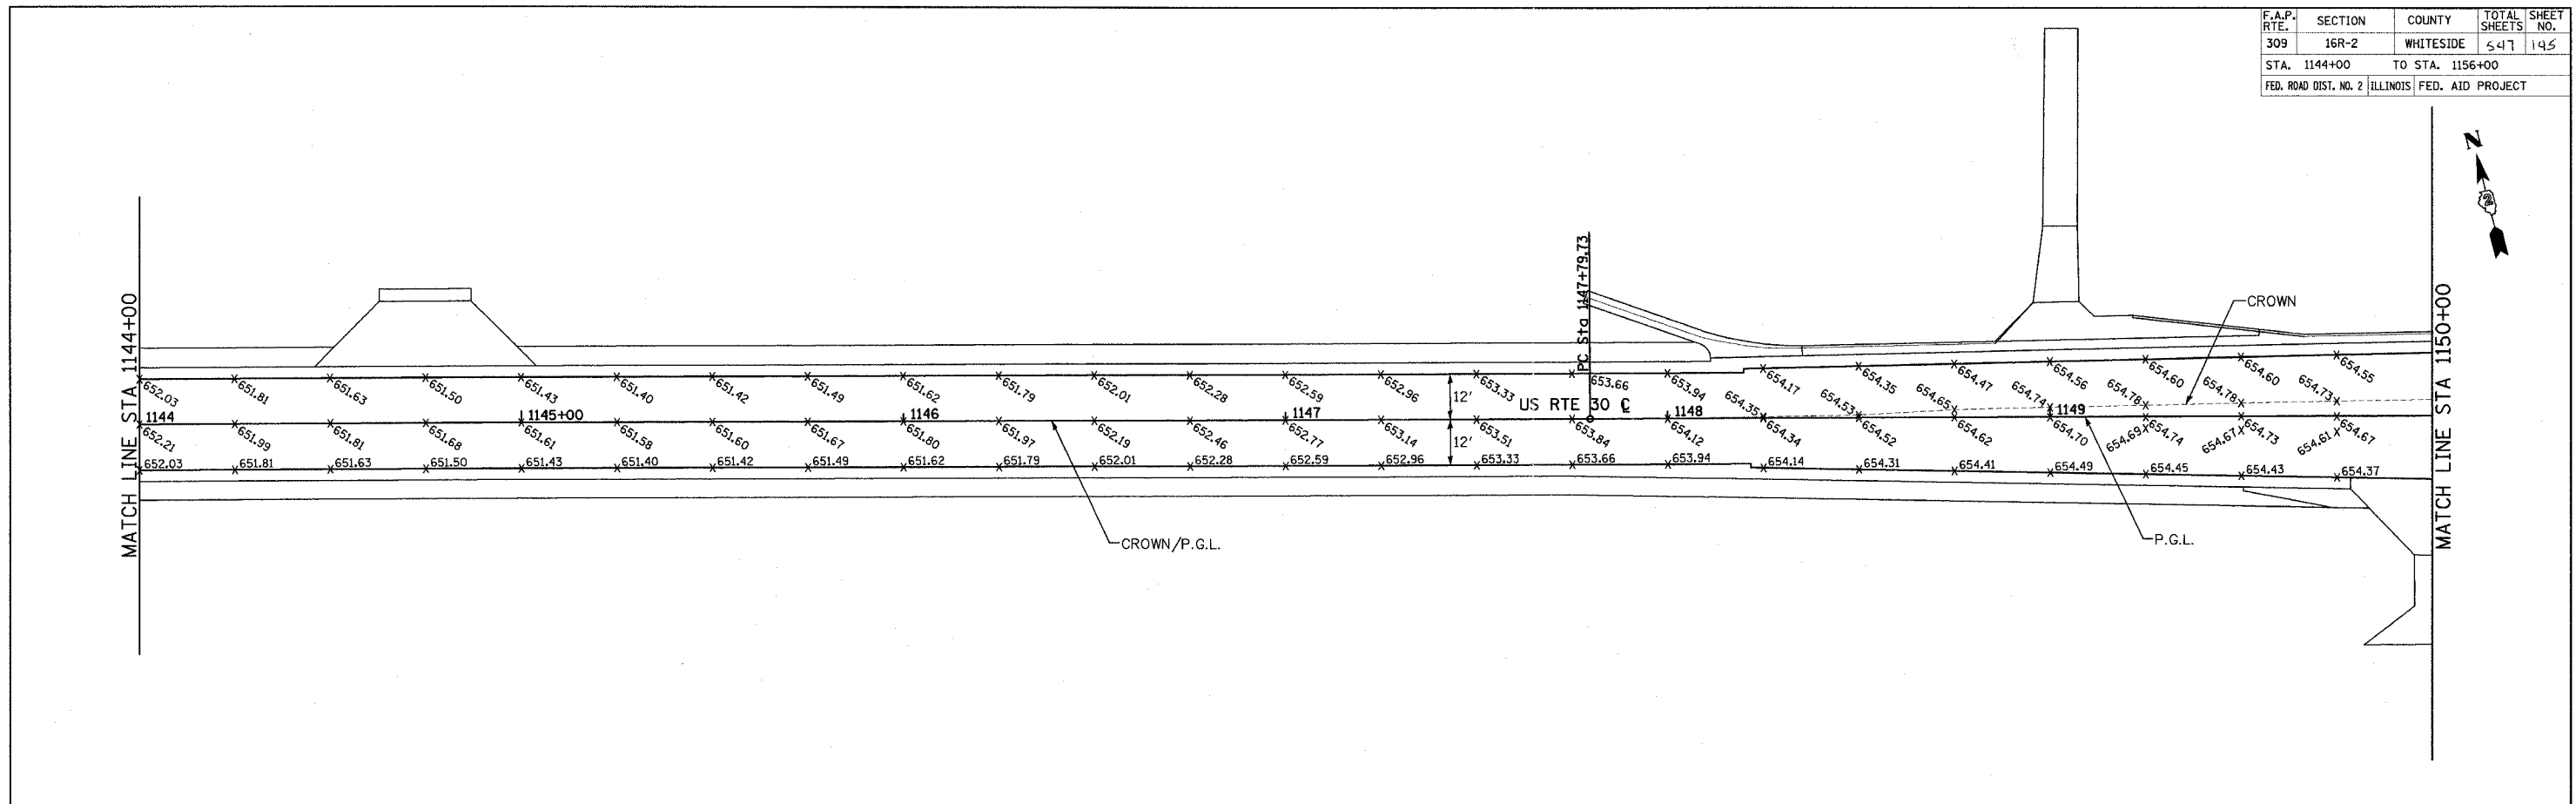 F.A.P. RTE. SECTION COUNTY TOTAL SHEETS SHEET NO.
309 16R-2 WHITESIDE 547 145
STA. 1144+00 TO STA. 1156+00
FED. ROAD DIST. NO. 2 ILLINOIS FED. AID PROJECT
N
2
MATCH LINE STA 1144+00
PC Sta 1147+79.73
CROWN
MATCH LINE STA 1150+00
652.03 651.81 651.63 651.50 651.43 651.40 651.42 651.49 651.62 651.79 652.01 652.28 652.59 652.96 653.33 653.66 653.94 654.17 654.35 654.47 654.56 654.60 654.60 654.55
12'
US RTE 30 ℄
654.35 654.53 654.65 654.74 654.78 654.78 654.73
1144 1145+00 1146 1147 1148 1149
652.21 651.99 651.81 651.68 651.61 651.58 651.60 651.67 651.80 651.97 652.19 652.46 652.77 653.14 653.51 653.84 654.12 654.34 654.52 654.62 654.70 654.74 654.73 654.67
654.69 654.67 654.61
12'
652.03 651.81 651.63 651.50 651.43 651.40 651.42 651.49 651.62 651.79 652.01 652.28 652.59 652.96 653.33 653.66 653.94 654.14 654.31 654.41 654.49 654.45 654.43 654.37
CROWN/P.G.L.
P.G.L.